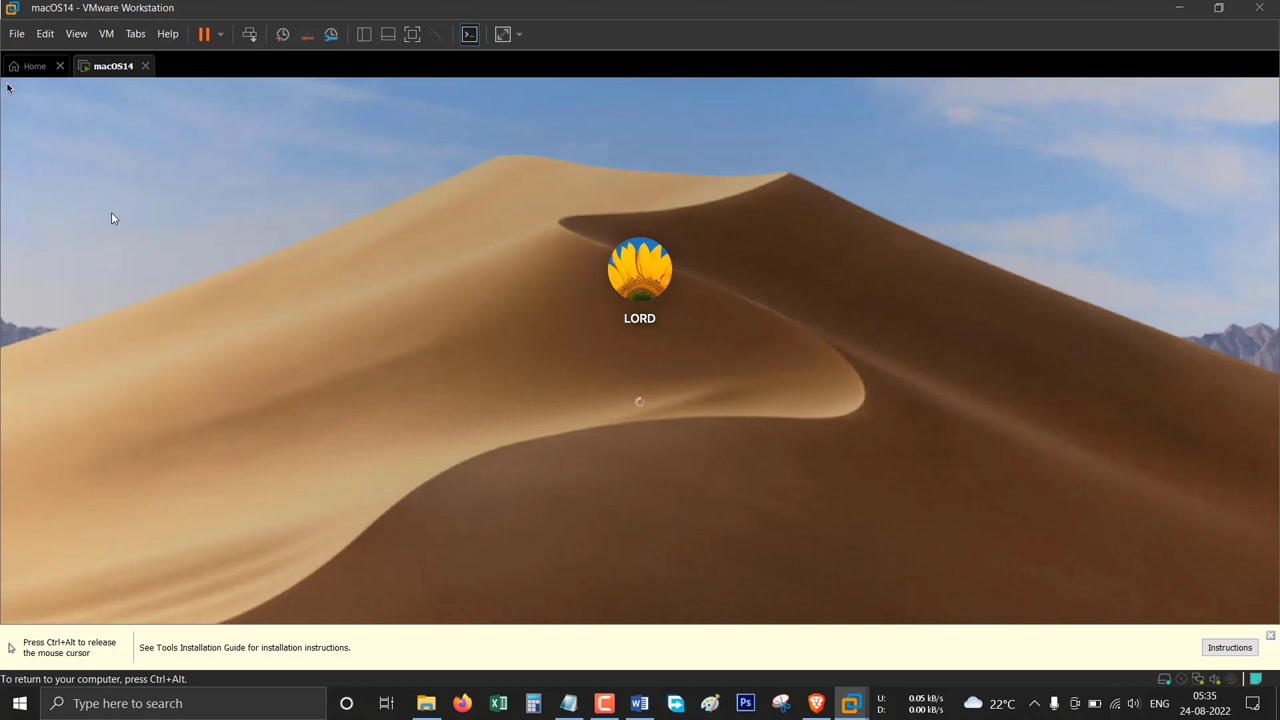 macOS14 - VMware Workstation
File Edit View VM Tabs Help
Home macOS14
LORD
Press Ctrl+Alt to release
the mouse cursor
See Tools Installation Guide for installation instructions.
Instructions
To return to your computer, press Ctrl+Alt.
Type here to search
Ps
U: 0.05 kB/s
D: 0.00 kB/s
22°C
ENG
05:35
24-08-2022